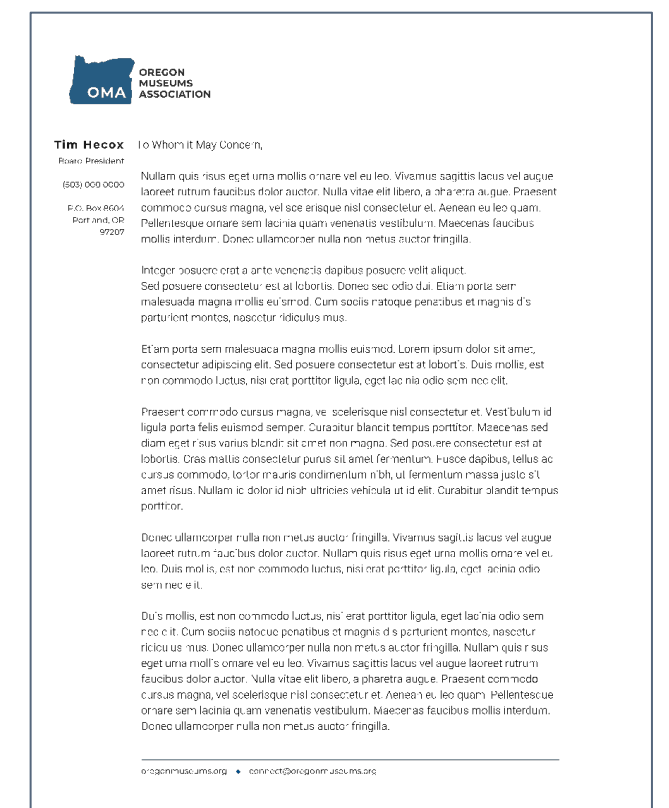 OMA
OREGON
MUSEUMS
ASSOCIATION
Tim Hecox
Board President
(503) 000 0000
P.O. Box 8604
Portland, OR
97207
To Whom it May Concern,
Nullam quis risus eget urna mollis ornare vel eu leo. Vivamus sagittis lacus vel augue
laoreet rutrum faucibus dolor auctor. Nulla vitae elit libero, a pharetra augue. Praesent
commodo cursus magna, vel scelerisque nisl consectetur et. Aenean eu leo quam.
Pellentesque ornare sem lacinia quam venenatis vestibulum. Maecenas faucibus
mollis interdum. Donec ullamcorper nulla non metus auctor fringilla.
Integer posuere erat a ante venenatis dapibus posuere velit aliquet.
Sed posuere consectetur est at lobortis. Donec sed odio dui. Etiam porta sem
malesuada magna mollis euismod. Cum sociis natoque penatibus et magnis dis
parturient montes, nascetur ridiculus mus.
Etiam porta sem malesuada magna mollis euismod. Lorem ipsum dolor sit amet,
consectetur adipiscing elit. Sed posuere consectetur est at lobortis. Duis mollis, est
non commodo luctus, nisi erat porttitor ligula, eget lacinia odio sem nec elit.
Praesent commodo cursus magna, vel scelerisque nisl consectetur et. Vestibulum id
ligula porta felis euismod semper. Curabitur blandit tempus porttitor. Maecenas sed
diam eget risus varius blandit sit amet non magna. Sed posuere consectetur est at
lobortis. Cras mattis consectetur purus sit amet fermentum. Fusce dapibus, tellus ac
cursus commodo, tortor mauris condimentum nibh, ut fermentum massa justo sit
amet risus. Nullam id dolor id nibh ultricies vehicula ut id elit. Curabitur blandit tempus
porttitor.
Donec ullamcorper nulla non metus auctor fringilla. Vivamus sagittis lacus vel augue
laoreet rutrum faucibus dolor auctor. Nullam quis risus eget urna mollis ornare vel eu
leo. Duis mollis, est non commodo luctus, nisi erat porttitor ligula, eget lacinia odio
sem nec elit.
Duis mollis, est non commodo luctus, nisi erat porttitor ligula, eget lacinia odio sem
nec elit. Cum sociis natoque penatibus et magnis dis parturient montes, nascetur
ridiculus mus. Donec ullamcorper nulla non metus auctor fringilla. Nullam quis risus
eget urna mollis ornare vel eu leo. Vivamus sagittis lacus vel augue laoreet rutrum
faucibus dolor auctor. Nulla vitae elit libero, a pharetra augue. Praesent commodo
cursus magna, vel scelerisque nisl consectetur et. Aenean eu leo quam. Pellentesque
ornare sem lacinia quam venenatis vestibulum. Maecenas faucibus mollis interdum.
Donec ullamcorper nulla non metus auctor fringilla.
oregonmuseums.org ◆ connect@oregonmuseums.org